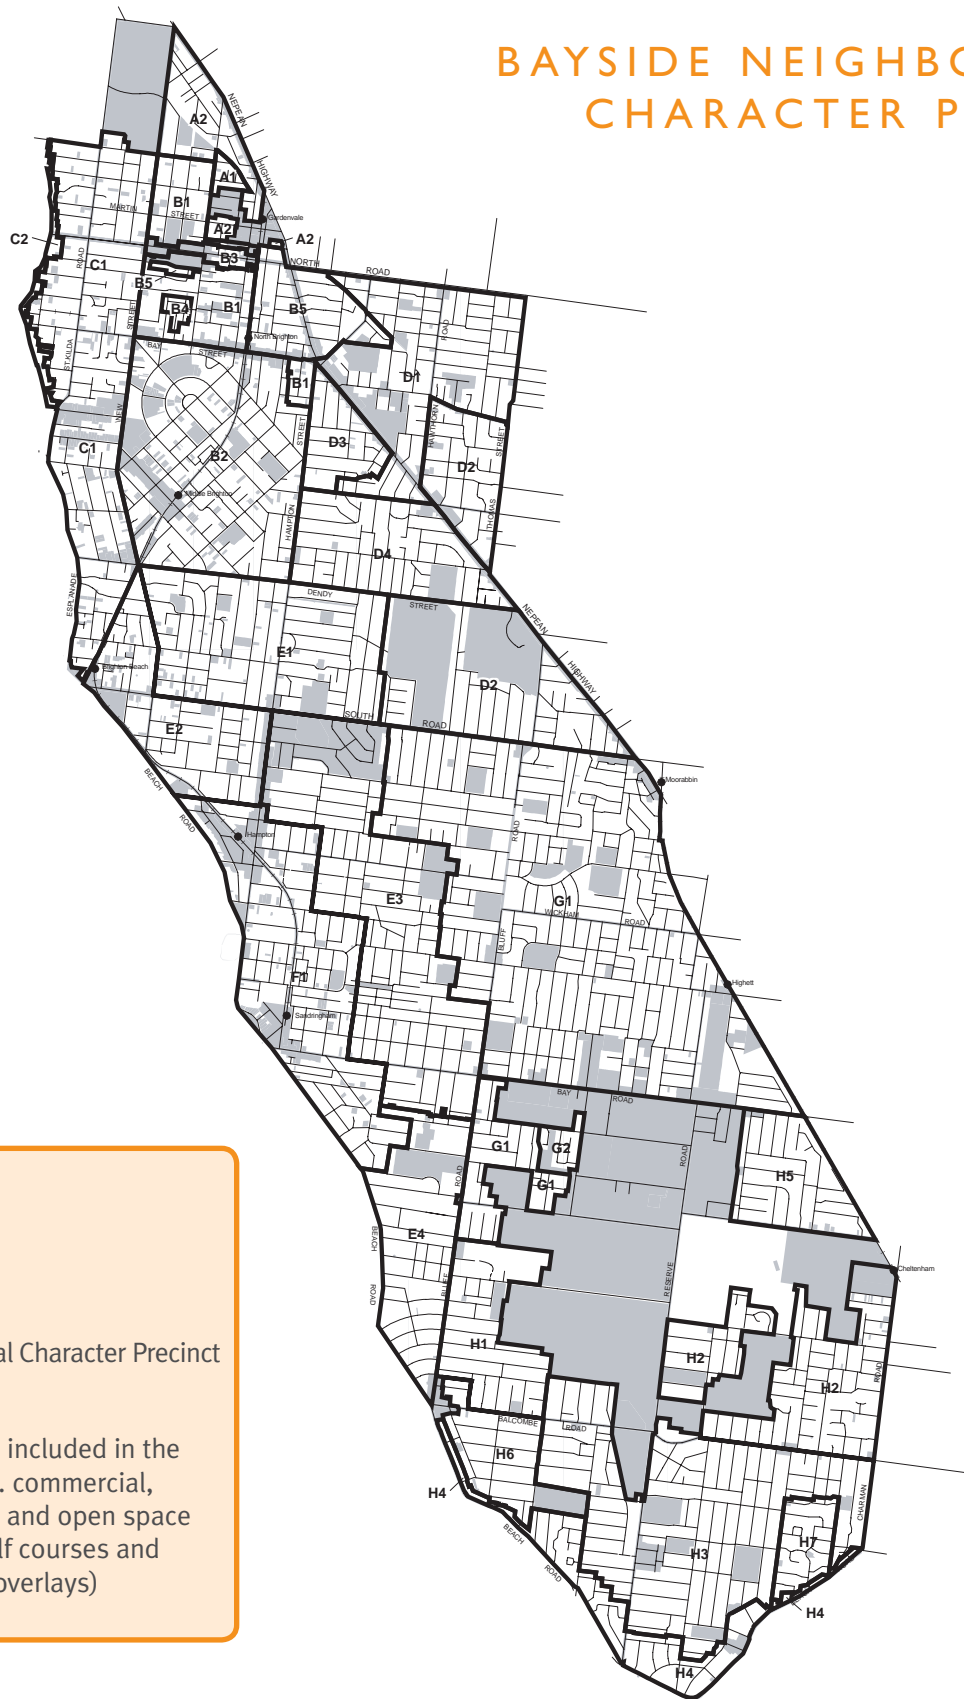 BAYSIDE NEIGHBO
CHARACTER P
NEPEAN
HIGHWAY
A2
A1
MARTIN
STREET
B1
A2
Gardenvale
A2
C2
ROAD
C1
B3
NORTH
ROAD
B5
B4
B1
B5
STREET
North Brighton
ROAD
BAY
STREET
ST.KILDA
D1
B1
HAWTHORN
NEW
STREET
D3
STREET
C1
B2
D2
Middle Brighton
HAMPTON
THOMAS
D4
ESPLANADE
DENDY
STREET
NEPEAN
HIGHWAY
E1
Brighton Beach
D2
SOUTH
ROAD
E2
BEACH
ROAD
Moorabbin
Hampton
ROAD
E3
G1
WICKHAM
ROAD
BLUFF
F1
Highett
Sandringham
BAY
ROAD
G1
G2
ROAD
G1
ROAD
H5
BEACH
ROAD
E4
BLUFF
RESERVE
Cheltenham
H1
H2
H2
ROAD
BALCOMBE
ROAD
H6
H4
BEACH
ROAD
CHARMAN
H3
H7
H4
H4
al Character Precinct
included in the
. commercial,
and open space
lf courses and
overlays)